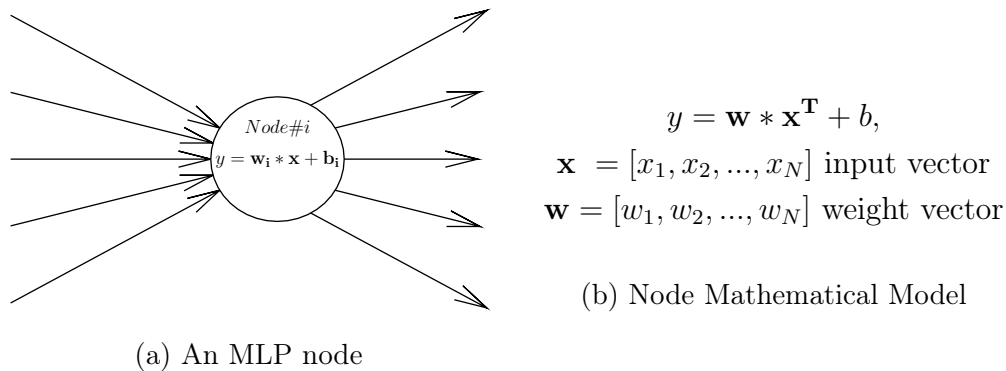 Node#i
y = w_i * x + b_i
(a) An MLP node
y = w * x^T + b,
x = [x_1, x_2, ..., x_N] input vector
w = [w_1, w_2, ..., w_N] weight vector
(b) Node Mathematical Model